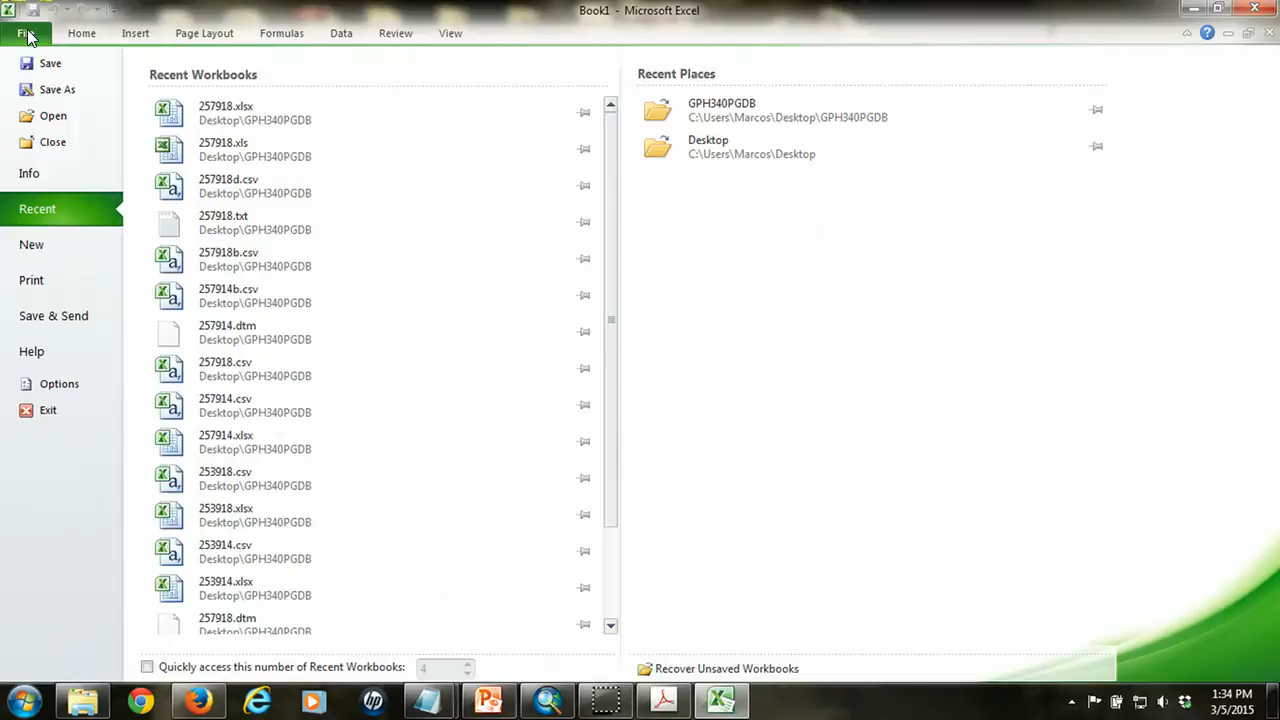 Book1 - Microsoft Excel
Home Insert Page Layout Formulas Data Review View
Save
Save As
Open
Close
Info
Recent
New
Print
Save & Send
Help
Options
Exit
Recent Workbooks
257918.xlsx
Desktop\GPH340PGDB
257918.xls
Desktop\GPH340PGDB
257918d.csv
Desktop\GPH340PGDB
257918.txt
Desktop\GPH340PGDB
257918b.csv
Desktop\GPH340PGDB
257914b.csv
Desktop\GPH340PGDB
257914.dtm
Desktop\GPH340PGDB
257918.csv
Desktop\GPH340PGDB
257914.csv
Desktop\GPH340PGDB
257914.xlsx
Desktop\GPH340PGDB
253918.csv
Desktop\GPH340PGDB
253918.xlsx
Desktop\GPH340PGDB
253914.csv
Desktop\GPH340PGDB
253914.xlsx
Desktop\GPH340PGDB
257918.dtm
Desktop\GPH340PGDB
Quickly access this number of Recent Workbooks: 4
Recent Places
GPH340PGDB
C:\Users\Marcos\Desktop\GPH340PGDB
Desktop
C:\Users\Marcos\Desktop
Recover Unsaved Workbooks
1:34 PM
3/5/2015